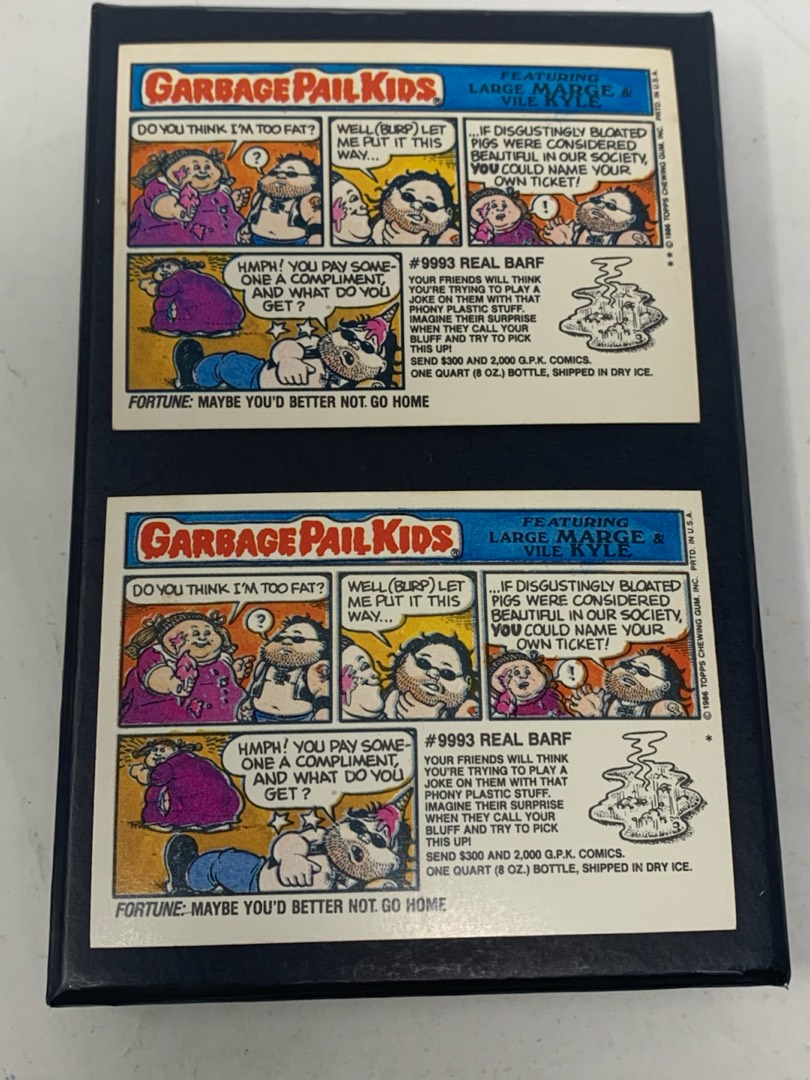 GARBAGE PAIL KIDS®
FEATURING
LARGE MARGE &
VILE KYLE
DO YOU THINK I'M TOO FAT?
?
WELL (BURP) LET
ME PUT IT THIS
WAY...
...IF DISGUSTINGLY BLOATED
PIGS WERE CONSIDERED
BEAUTIFUL IN OUR SOCIETY,
YOU COULD NAME YOUR
OWN TICKET!
!
HMPH! YOU PAY SOME-
ONE A COMPLIMENT,
AND WHAT DO YOU
GET?
#9993 REAL BARF
YOUR FRIENDS WILL THINK
YOU'RE TRYING TO PLAY A
JOKE ON THEM WITH THAT
PHONY PLASTIC STUFF.
IMAGINE THEIR SURPRISE
WHEN THEY CALL YOUR
BLUFF AND TRY TO PICK
THIS UP!
SEND $300 AND 2,000 G.P.K. COMICS.
ONE QUART (8 OZ.) BOTTLE, SHIPPED IN DRY ICE.
3
FORTUNE: MAYBE YOU'D BETTER NOT. GO HOME
* * © 1986 TOPPS CHEWING GUM, INC. PRTD. IN U.S.A.
GARBAGE PAIL KIDS®
FEATURING
LARGE MARGE &
VILE KYLE
DO YOU THINK I'M TOO FAT?
?
WELL (BURP) LET
ME PUT IT THIS
WAY...
...IF DISGUSTINGLY BLOATED
PIGS WERE CONSIDERED
BEAUTIFUL IN OUR SOCIETY,
YOU COULD NAME YOUR
OWN TICKET!
!
HMPH! YOU PAY SOME-
ONE A COMPLIMENT,
AND WHAT DO YOU
GET?
#9993 REAL BARF
YOUR FRIENDS WILL THINK
YOU'RE TRYING TO PLAY A
JOKE ON THEM WITH THAT
PHONY PLASTIC STUFF.
IMAGINE THEIR SURPRISE
WHEN THEY CALL YOUR
BLUFF AND TRY TO PICK
THIS UP!
SEND $300 AND 2,000 G.P.K. COMICS.
ONE QUART (8 OZ.) BOTTLE, SHIPPED IN DRY ICE.
3
FORTUNE: MAYBE YOU'D BETTER NOT. GO HOME
* © 1986 TOPPS CHEWING GUM, INC. PRTD. IN U.S.A.